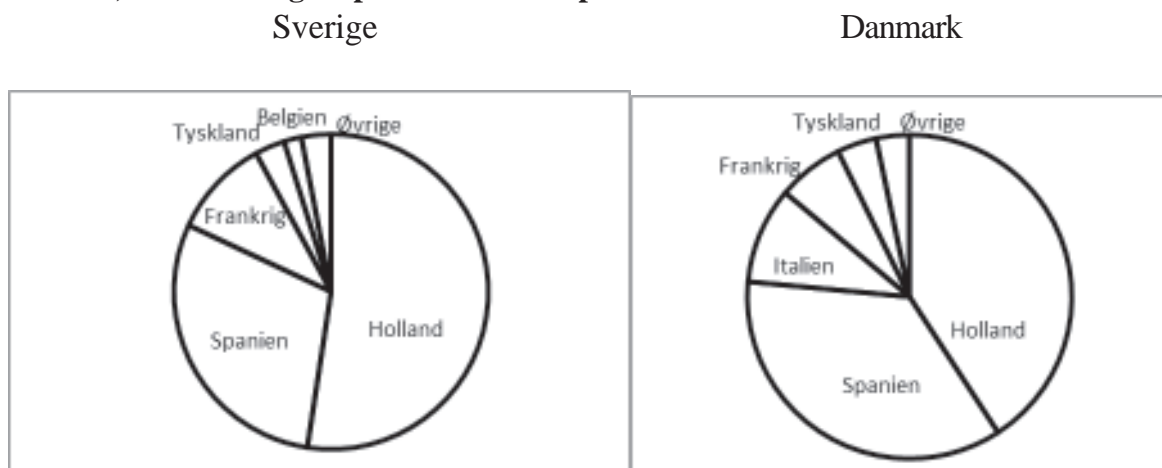 Sverige
Danmark
Belgien
Øvrige
Tyskland
Frankrig
Spanien
Holland
Tyskland
Øvrige
Frankrig
Italien
Holland
Spanien